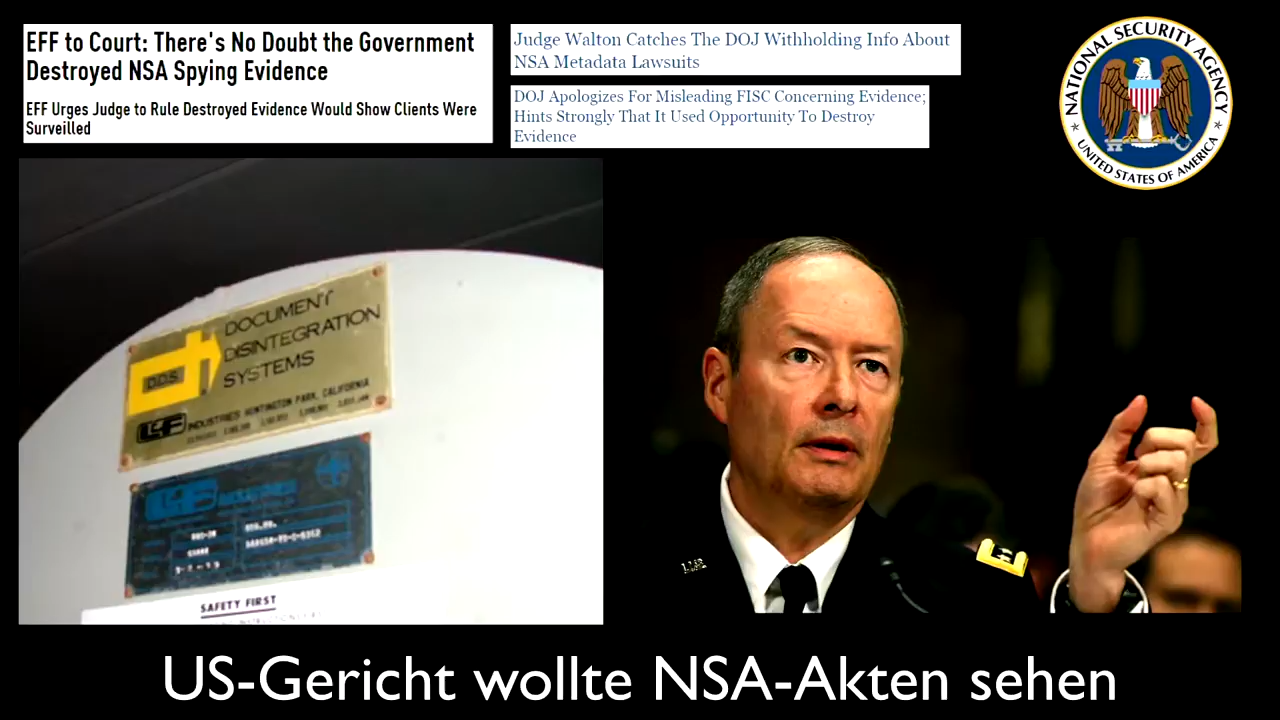 EFF to Court: There's No Doubt the Government
Destroyed NSA Spying Evidence
EFF Urges Judge to Rule Destroyed Evidence Would Show Clients Were
Surveilled
Judge Walton Catches The DOJ Withholding Info About
NSA Metadata Lawsuits
DOJ Apologizes For Misleading FISC Concerning Evidence;
Hints Strongly That It Used Opportunity To Destroy
Evidence
NATIONAL SECURITY AGENCY
UNITED STATES OF AMERICA
DOCUMENT
DISINTEGRATION
SYSTEMS
D.D.S.
INDUSTRIES HUNTINGTON PARK, CALIFORNIA
SAFETY FIRST
US-Gericht wollte NSA-Akten sehen